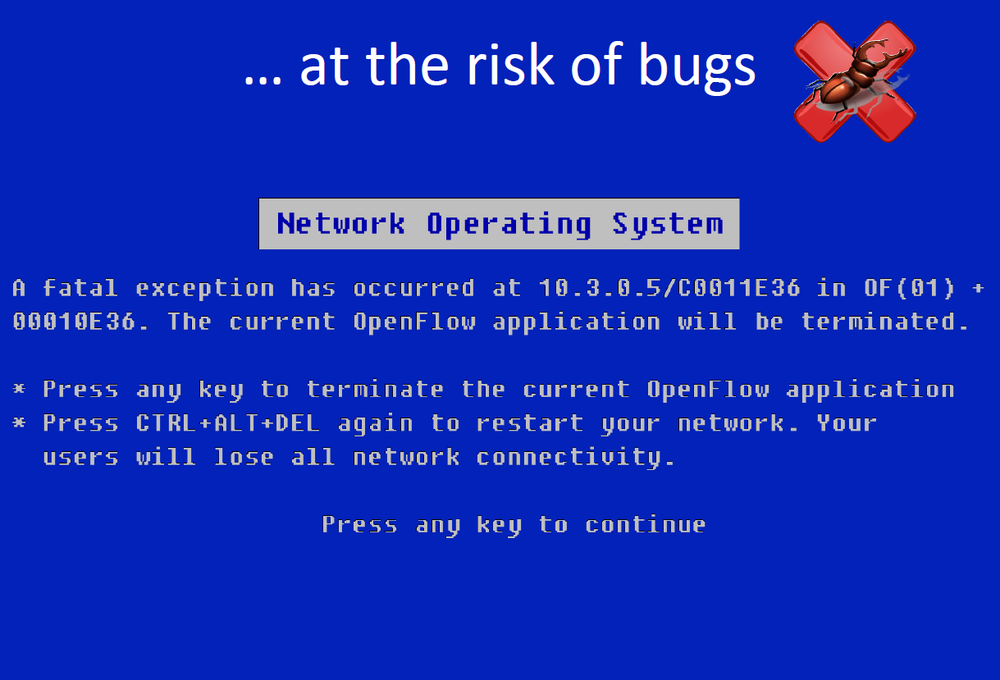 ... at the risk of bugs
Network Operating System
A fatal exception has occurred at 10.3.0.5/C0011E36 in OF(01) +
00010E36. The current OpenFlow application will be terminated.
* Press any key to terminate the current OpenFlow application
* Press CTRL+ALT+DEL again to restart your network. Your
users will lose all network connectivity.
Press any key to continue